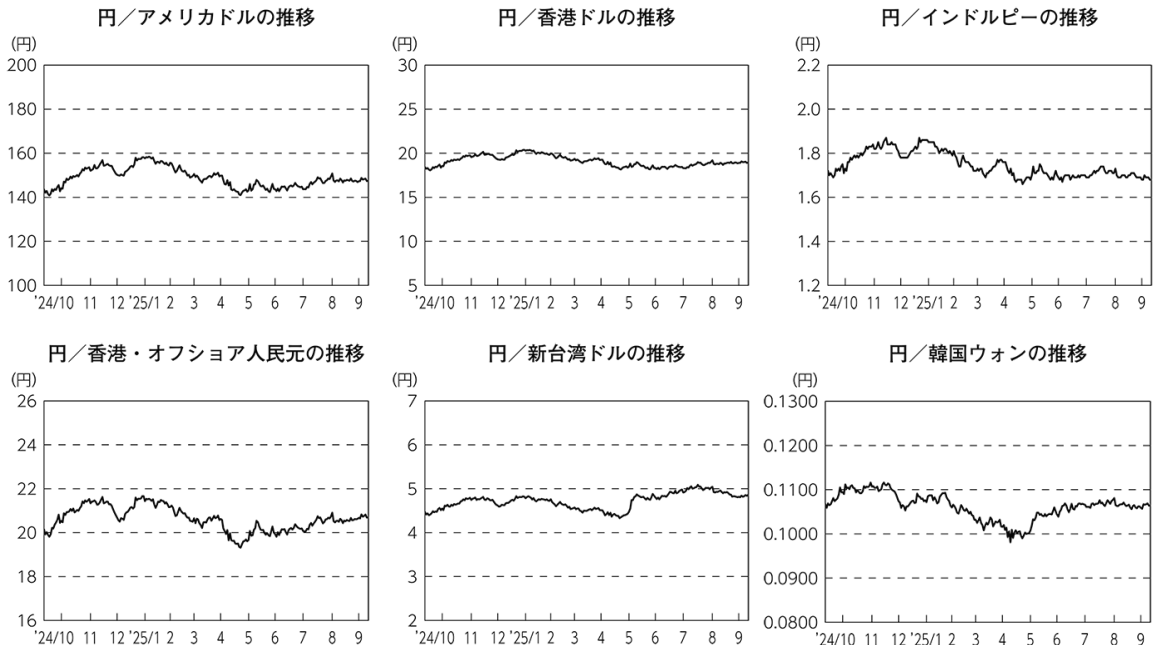 円／アメリカドルの推移
(円)
200
180
160
140
120
100
'24/10 11 12 '25/1 2 3 4 5 6 7 8 9
円／香港ドルの推移
(円)
30
25
20
15
10
5
'24/10 11 12 '25/1 2 3 4 5 6 7 8 9
円／インドルピーの推移
(円)
2.2
2.0
1.8
1.6
1.4
1.2
'24/10 11 12 '25/1 2 3 4 5 6 7 8 9
円／香港・オフショア人民元の推移
(円)
26
24
22
20
18
16
'24/10 11 12 '25/1 2 3 4 5 6 7 8 9
円／新台湾ドルの推移
(円)
7
6
5
4
3
2
'24/10 11 12 '25/1 2 3 4 5 6 7 8 9
円／韓国ウォンの推移
(円)
0.1300
0.1200
0.1100
0.1000
0.0900
0.0800
'24/10 11 12 '25/1 2 3 4 5 6 7 8 9